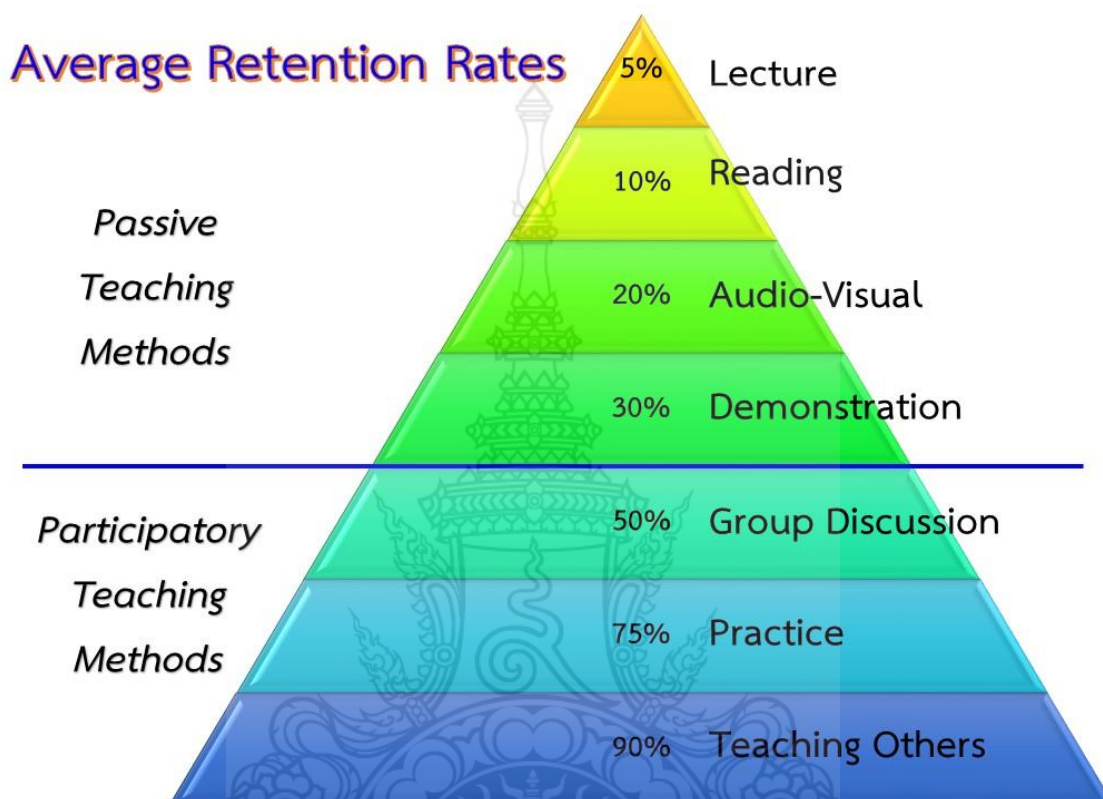 Average Retention Rates
5% Lecture
10% Reading
Passive
Teaching
Methods
20% Audio-Visual
30% Demonstration
50% Group Discussion
Participatory
Teaching
Methods
75% Practice
90% Teaching Others